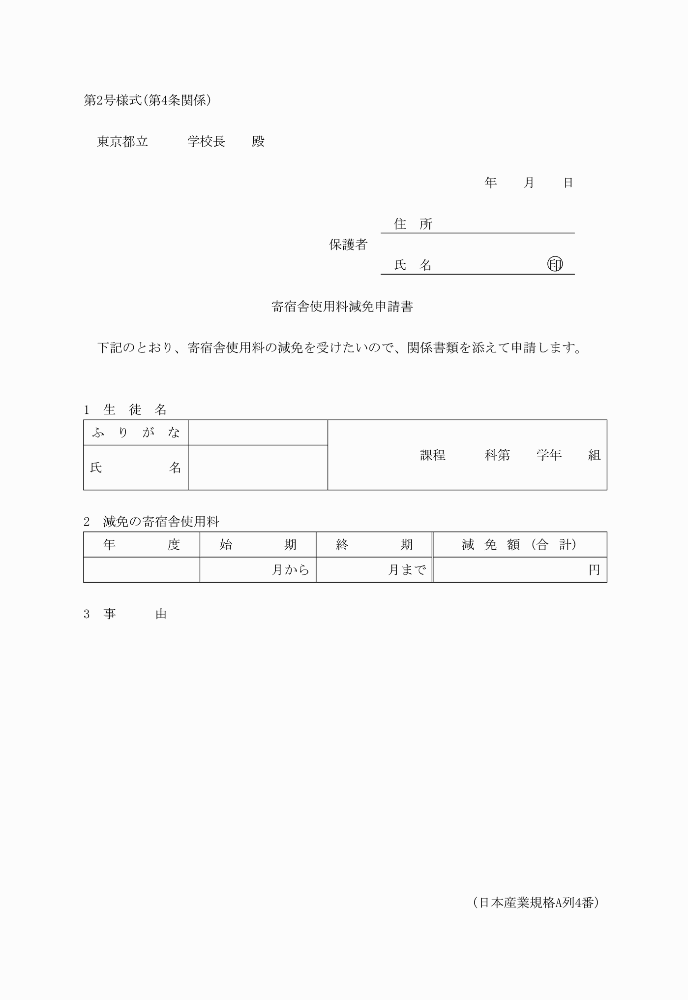 第2号様式(第4条関係)
東京都立　　　学校長　　殿
年　　月　　日
住　所
保護者
氏　名　　　　　　　　　㊞
寄宿舎使用料減免申請書
下記のとおり、寄宿舎使用料の減免を受けたいので、関係書類を添えて申請します。
1　生　徒　名
ふ　り　が　な
課程　　　科第　　学年　　組
氏　　　　　名
2　減免の寄宿舎使用料
年　　　　度　始　　　　期　終　　　　期　減　免　額　(合　計)
月から　月まで　円
3　事　　　由
(日本産業規格A列4番)